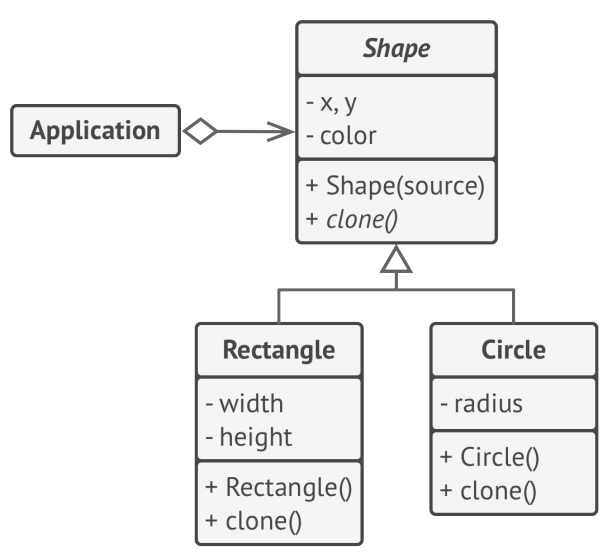 Shape
- x, y
- color
+ Shape(source)
+ clone()
Application
Rectangle
- width
- height
+ Rectangle()
+ clone()
Circle
- radius
+ Circle()
+ clone()